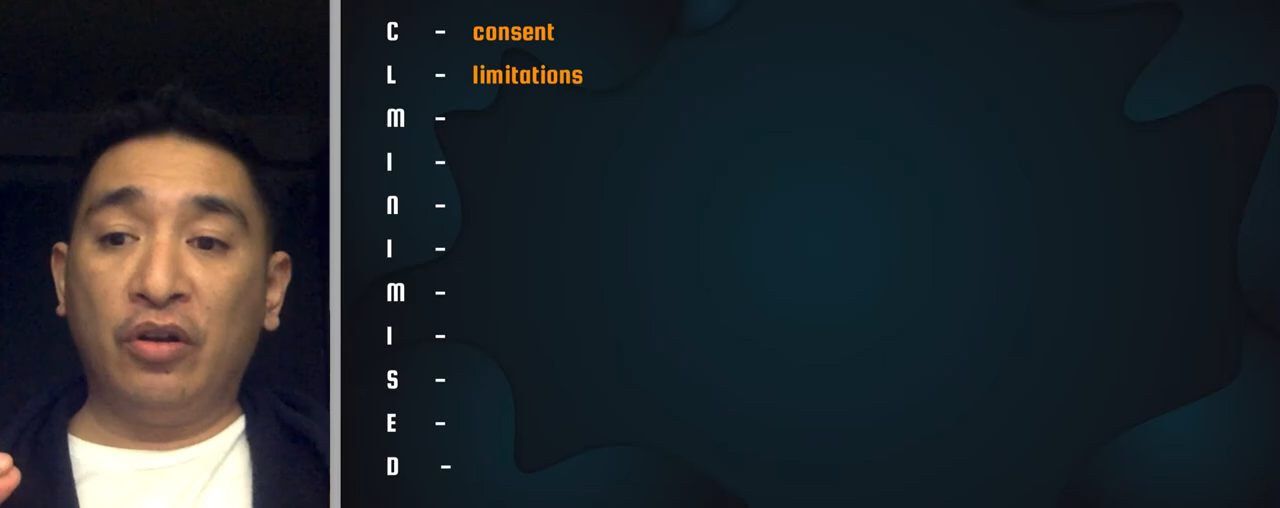 C - consent
L - limitations
M -
I -
N -
I -
M -
I -
S -
E -
D -